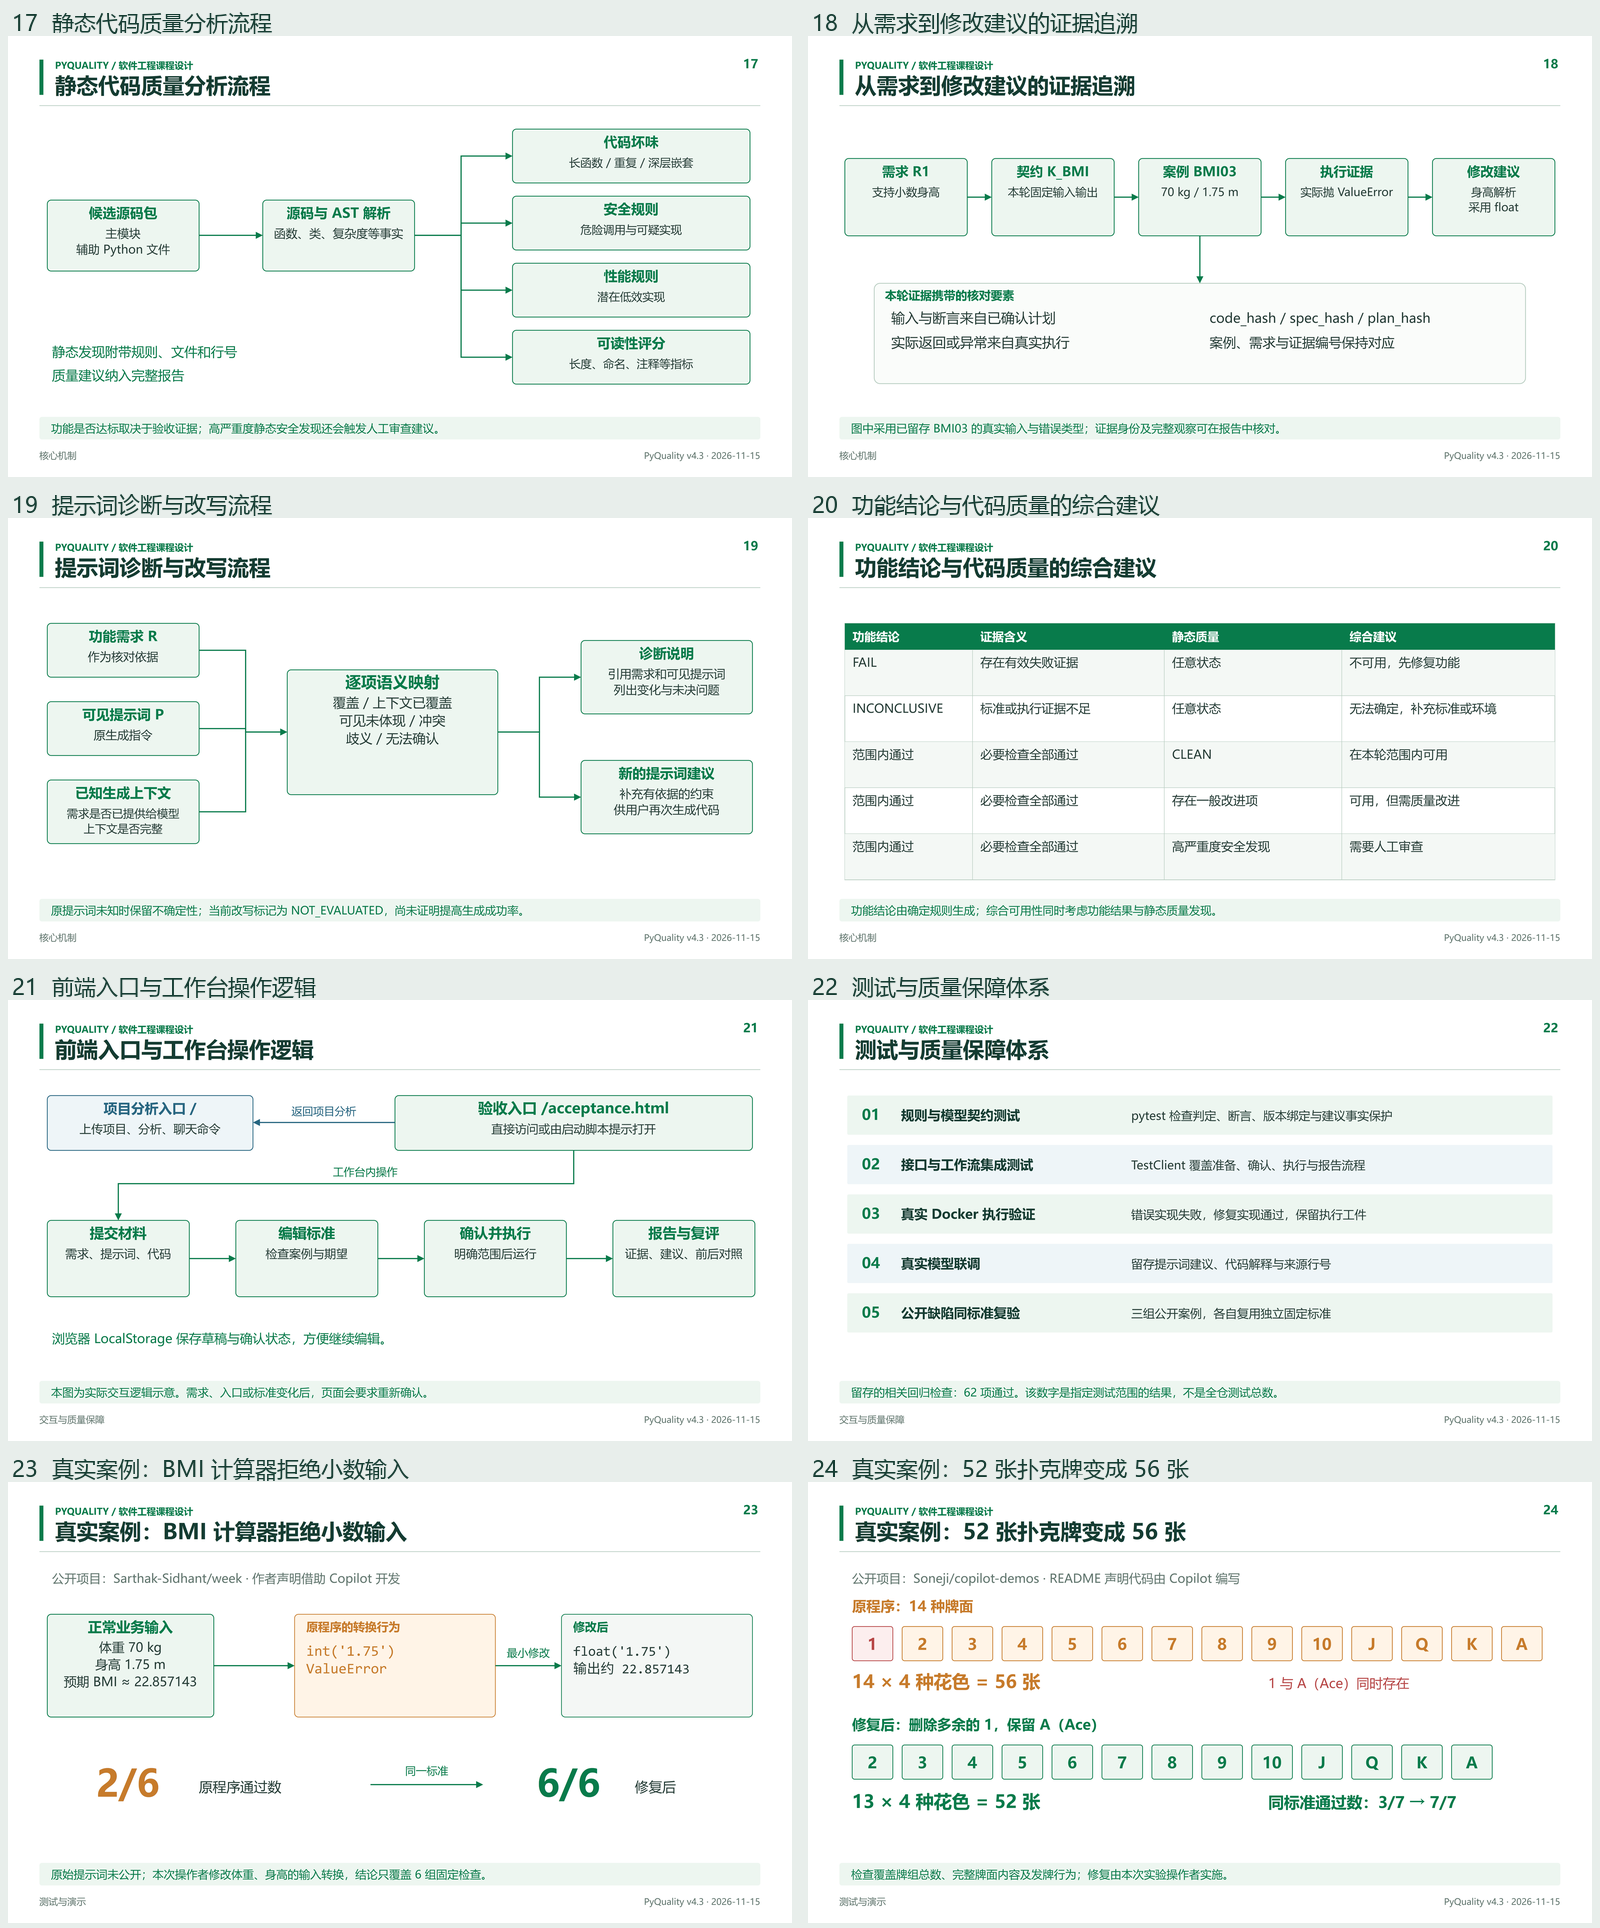 17 静态代码质量分析流程
PYQUALITY / 软件工程课程设计
17
静态代码质量分析流程
候选源码包
主模块
辅助 Python 文件
源码与 AST 解析
函数、类、复杂度等事实
代码坏味
长函数 / 重复 / 深层嵌套
安全规则
危险调用与可疑实现
性能规则
潜在低效实现
可读性评分
长度、命名、注释等指标
静态发现附带规则、文件和行号
质量建议纳入完整报告
功能是否达标取决于验收证据；高严重度静态安全发现还会触发人工审查建议。
核心机制
PyQuality v4.3 · 2026-11-15
18 从需求到修改建议的证据追溯
PYQUALITY / 软件工程课程设计
18
从需求到修改建议的证据追溯
需求 R1
支持小数身高
契约 K_BMI
本轮固定输入输出
案例 BMI03
70 kg / 1.75 m
执行证据
实际抛 ValueError
修改建议
身高解析
采用 float
本轮证据携带的核对要素
输入与断言来自已确认计划
code_hash / spec_hash / plan_hash
实际返回或异常来自真实执行
案例、需求与证据编号保持对应
图中采用已留存 BMI03 的真实输入与错误类型；证据身份及完整观察可在报告中核对。
核心机制
PyQuality v4.3 · 2026-11-15
19 提示词诊断与改写流程
PYQUALITY / 软件工程课程设计
19
提示词诊断与改写流程
功能需求 R
作为核对依据
可见提示词 P
原生成指令
已知生成上下文
需求是否已提供给模型
上下文是否完整
逐项语义映射
覆盖 / 上下文已覆盖
可见未体现 / 冲突
歧义 / 无法确认
诊断说明
引用需求和可见提示词
列出变化与未决问题
新的提示词建议
补充有依据的约束
供用户再次生成代码
原提示词未知时保留不确定性；当前改写标记为 NOT_EVALUATED，尚未证明提高生成成功率。
核心机制
PyQuality v4.3 · 2026-11-15
20 功能结论与代码质量的综合建议
PYQUALITY / 软件工程课程设计
20
功能结论与代码质量的综合建议
功能结论 证据含义 静态质量 综合建议
FAIL 存在有效失败证据 任意状态 不可用，先修复功能
INCONCLUSIVE 标准或执行证据不足 任意状态 无法确定，补充标准或环境
范围内通过 必要检查全部通过 CLEAN 在本轮范围内可用
范围内通过 必要检查全部通过 存在一般改进项 可用，但需质量改进
范围内通过 必要检查全部通过 高严重度安全发现 需要人工审查
功能结论由确定规则生成；综合可用性同时考虑功能结果与静态质量发现。
核心机制
PyQuality v4.3 · 2026-11-15
21 前端入口与工作台操作逻辑
PYQUALITY / 软件工程课程设计
21
前端入口与工作台操作逻辑
项目分析入口 /
上传项目、分析、聊天命令
返回项目分析
验收入口 /acceptance.html
直接访问或由启动脚本提示打开
工作台内操作
提交材料
需求、提示词、代码
编辑标准
检查案例与期望
确认并执行
明确范围后运行
报告与复评
证据、建议、前后对照
浏览器 LocalStorage 保存草稿与确认状态，方便继续编辑。
本图为实际交互逻辑示意。需求、入口或标准变化后，页面会要求重新确认。
交互与质量保障
PyQuality v4.3 · 2026-11-15
22 测试与质量保障体系
PYQUALITY / 软件工程课程设计
22
测试与质量保障体系
01 规则与模型契约测试 pytest 检查判定、断言、版本绑定与建议事实保护
02 接口与工作流集成测试 TestClient 覆盖准备、确认、执行与报告流程
03 真实 Docker 执行验证 错误实现失败，修复实现通过，保留执行工件
04 真实模型联调 留存提示词建议、代码解释与来源行号
05 公开缺陷同标准复验 三组公开案例，各自复用独立固定标准
留存的相关回归检查：62 项通过。该数字是指定测试范围的结果，不是全仓测试总数。
交互与质量保障
PyQuality v4.3 · 2026-11-15
23 真实案例：BMI 计算器拒绝小数输入
PYQUALITY / 软件工程课程设计
23
真实案例：BMI 计算器拒绝小数输入
公开项目：Sarthak-Sidhant/week · 作者声明借助 Copilot 开发
正常业务输入
体重 70 kg
身高 1.75 m
预期 BMI ≈ 22.857143
原程序的转换行为
int('1.75')
ValueError
最小修改
修改后
float('1.75')
输出约 22.857143
2/6 原程序通过数
同一标准
6/6 修复后
原始提示词未公开；本次操作者修改体重、身高的输入转换，结论只覆盖 6 组固定检查。
测试与演示
PyQuality v4.3 · 2026-11-15
24 真实案例：52 张扑克牌变成 56 张
PYQUALITY / 软件工程课程设计
24
真实案例：52 张扑克牌变成 56 张
公开项目：Soneji/copilot-demos · README 声明代码由 Copilot 编写
原程序：14 种牌面
1 2 3 4 5 6 7 8 9 10 J Q K A
14 × 4 种花色 = 56 张
1 与 A（Ace）同时存在
修复后：删除多余的 1，保留 A（Ace）
2 3 4 5 6 7 8 9 10 J Q K A
13 × 4 种花色 = 52 张
同标准通过数：3/7 → 7/7
检查覆盖牌组总数、完整牌面内容及发牌行为；修复由本次实验操作者实施。
测试与演示
PyQuality v4.3 · 2026-11-15